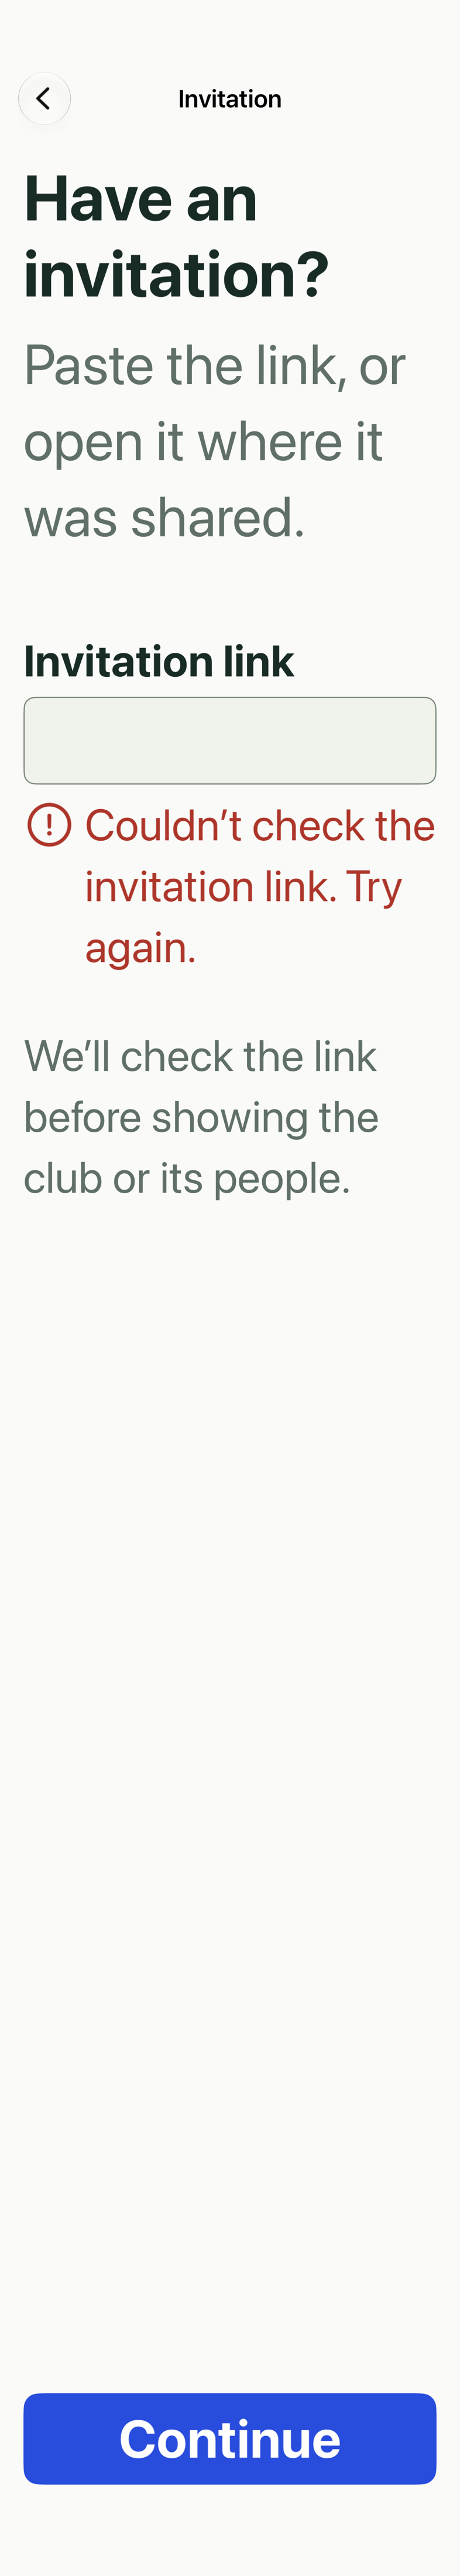 Invitation
Have an
invitation?
Paste the link, or
open it where it
was shared.
Invitation link
Couldn’t check the
invitation link. Try
again.
We’ll check the link
before showing the
club or its people.
Continue